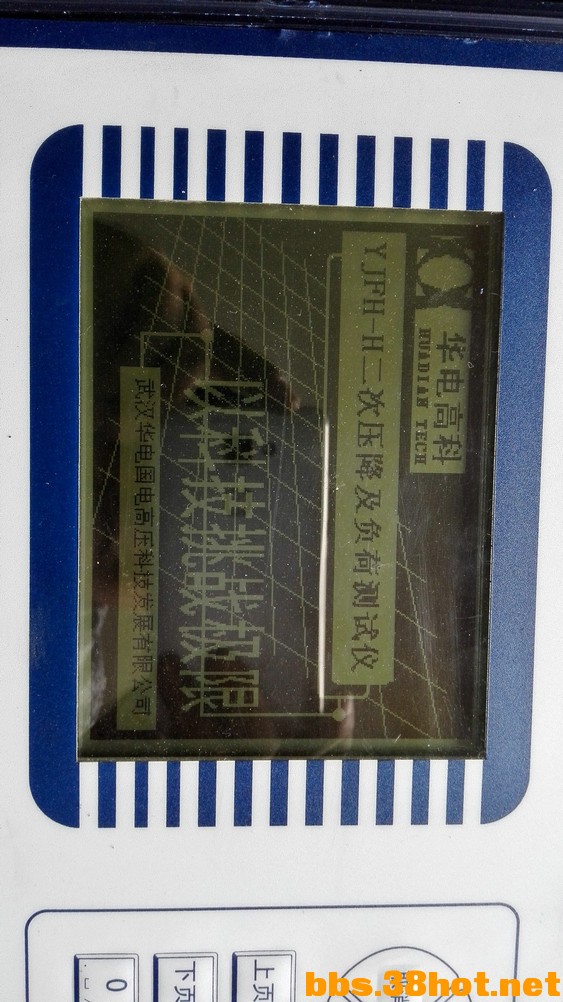 华电高科
HUADIAN TECH
YJFH-H二次压降及负荷测试仪
以科技挑战极限
武汉华电国电高压科技发展有限公司
上页
下页
0
bbs.38hot.net